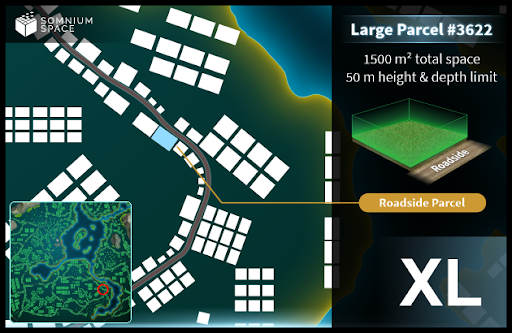 SOMNIUM
SPACE
Large Parcel #3622
1500 m² total space
50 m height & depth limit
Roadside
Roadside Parcel
XL